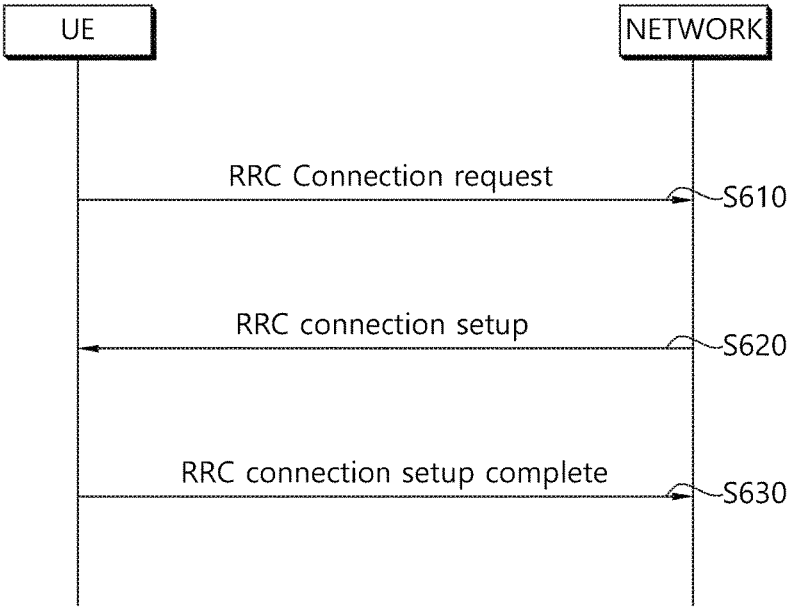 UE
NETWORK
RRC Connection request
S610
RRC connection setup
S620
RRC connection setup complete
S630